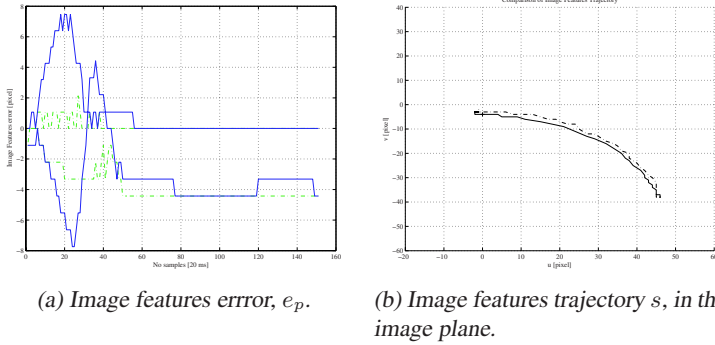 Comparison of Image Features Trajectory
Image Features error [pixel]
8
6
4
2
0
−2
−4
−6
−8
0 20 40 60 80 100 120 140 160
No samples [20 ms]
v [pixel]
40
30
20
10
0
−10
−20
−30
−40
−50
−60
−20 −10 0 10 20 30 40 50 60
u [pixel]
(a) Image features errror, e_p.
(b) Image features trajectory s, in th
image plane.